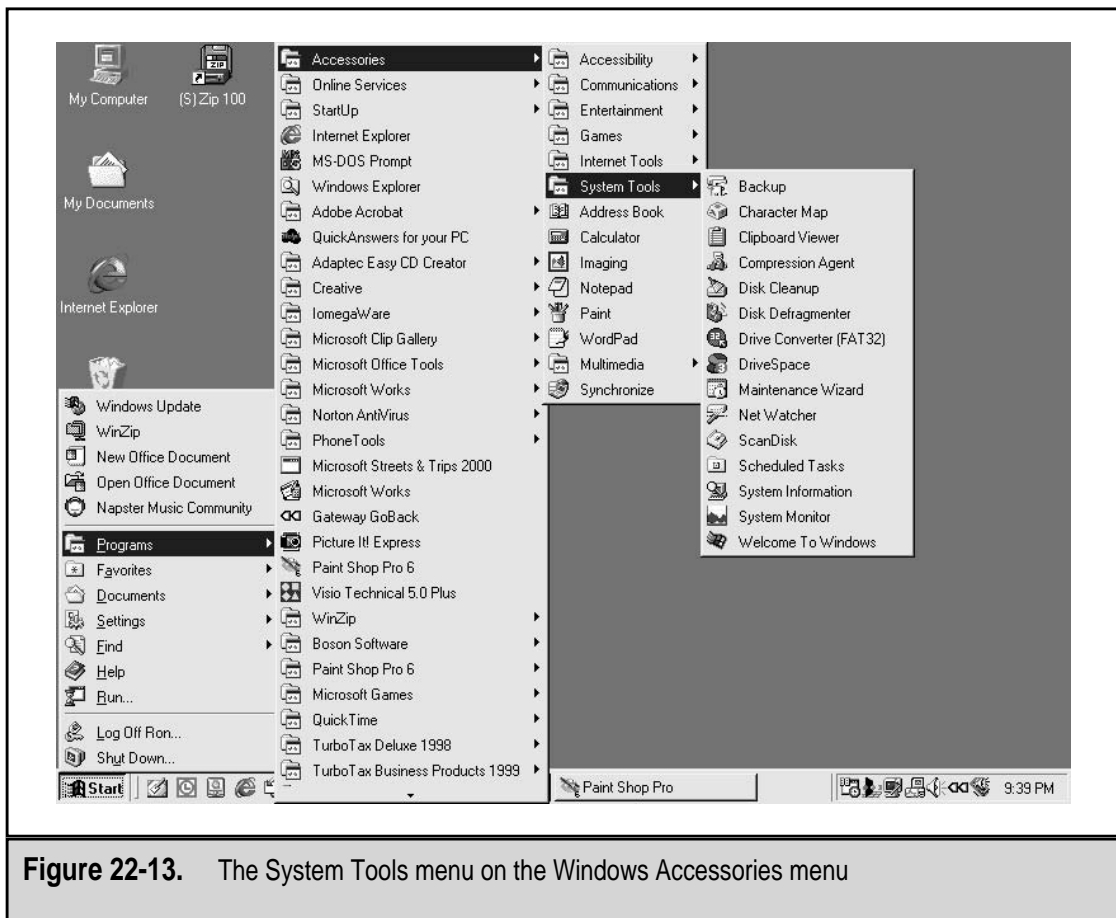 My Computer
(S) Zip 100
ZIP
My Documents
Internet Explorer
Windows Update
WinZip
New Office Document
Open Office Document
Napster Music Community
Programs
Favorites
Documents
Settings
Find
Help
Run...
Log Off Ron...
Shut Down...
Start
Accessories
Online Services
StartUp
Internet Explorer
MS-DOS Prompt
Windows Explorer
Adobe Acrobat
QuickAnswers for your PC
Adaptec Easy CD Creator
Creative
IomegaWare
Microsoft Clip Gallery
Microsoft Office Tools
Microsoft Works
Norton AntiVirus
PhoneTools
Microsoft Streets & Trips 2000
Microsoft Works
Gateway GoBack
Picture It! Express
Paint Shop Pro 6
Visio Technical 5.0 Plus
WinZip
Boson Software
Paint Shop Pro 6
Microsoft Games
QuickTime
TurboTax Deluxe 1998
TurboTax Business Products 1999
Accessibility
Communications
Entertainment
Games
Internet Tools
System Tools
Address Book
Calculator
Imaging
Notepad
Paint
WordPad
Multimedia
Synchronize
Backup
Character Map
Clipboard Viewer
Compression Agent
Disk Cleanup
Disk Defragmenter
Drive Converter (FAT32)
DriveSpace
Maintenance Wizard
Net Watcher
ScanDisk
Scheduled Tasks
System Information
System Monitor
Welcome To Windows
Paint Shop Pro
9:39 PM
Figure 22-13. The System Tools menu on the Windows Accessories menu